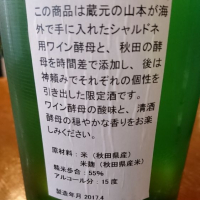 この商品は蔵元の山本が海
外で手に入れたシャルドネ
用ワイン酵母と、秋田の酵
母を時間差で添加し、後は
神頼みでそれぞれの個性を
引き出した限定酒です。
ワイン酵母の酸味と、清酒
酵母の穏やかな香りをお楽
しみください。
原材料：米（秋田県産）
米麹（秋田県産米）
精米歩合：55%
アルコール分：15度
製造年月 2017.4